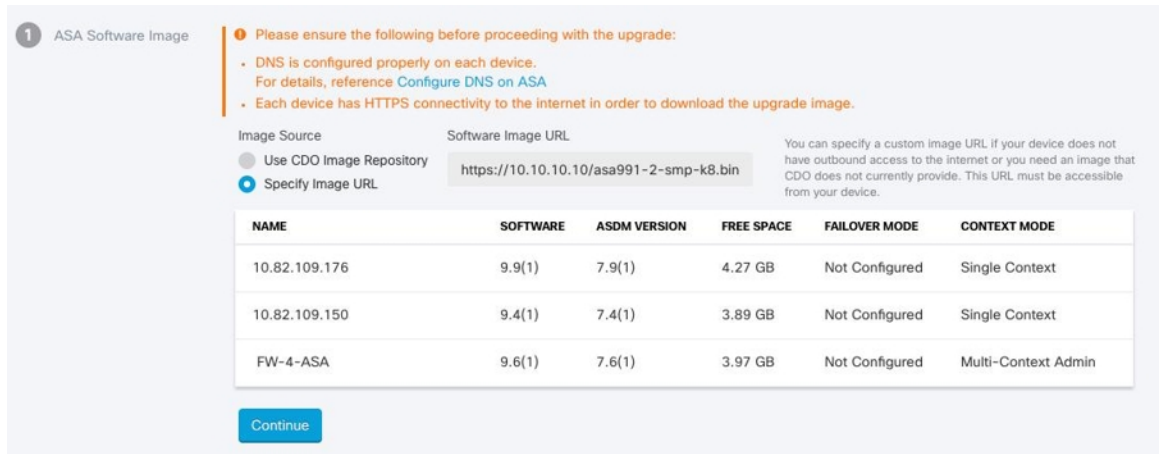 1 ASA Software Image
Please ensure the following before proceeding with the upgrade:
• DNS is configured properly on each device.
For details, reference Configure DNS on ASA
• Each device has HTTPS connectivity to the internet in order to download the upgrade image.
Image Source
Use CDO Image Repository
Specify Image URL
Software Image URL
https://10.10.10.10/asa991-2-smp-k8.bin
You can specify a custom image URL if your device does not
have outbound access to the internet or you need an image that
CDO does not currently provide. This URL must be accessible
from your device.
NAME SOFTWARE ASDM VERSION FREE SPACE FAILOVER MODE CONTEXT MODE
10.82.109.176 9.9(1) 7.9(1) 4.27 GB Not Configured Single Context
10.82.109.150 9.4(1) 7.4(1) 3.89 GB Not Configured Single Context
FW-4-ASA 9.6(1) 7.6(1) 3.97 GB Not Configured Multi-Context Admin
Continue